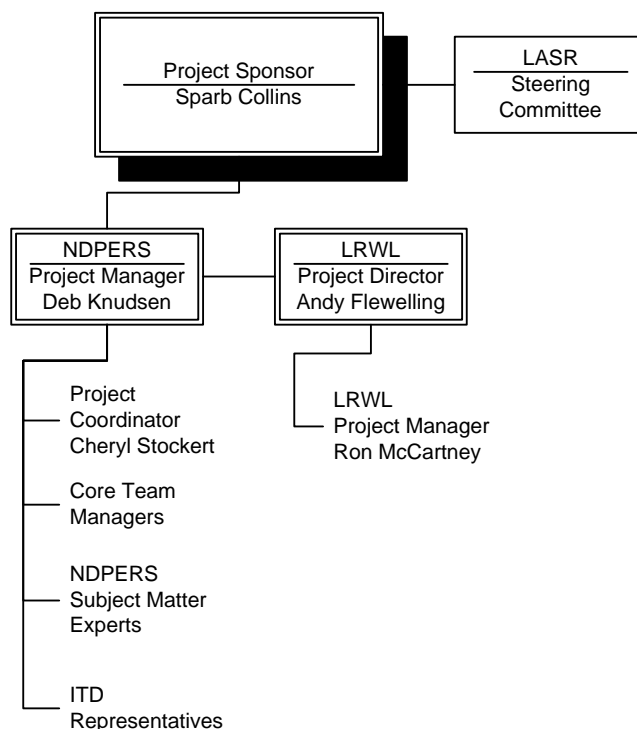 Project Sponsor
Sparb Collins
LASR
Steering
Committee
NDPERS
Project Manager
Deb Knudsen
LRWL
Project Director
Andy Flewelling
Project
Coordinator
Cheryl Stockert
LRWL
Project Manager
Ron McCartney
Core Team
Managers
NDPERS
Subject Matter
Experts
ITD
Representatives